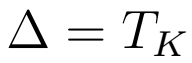 Δ = T_K